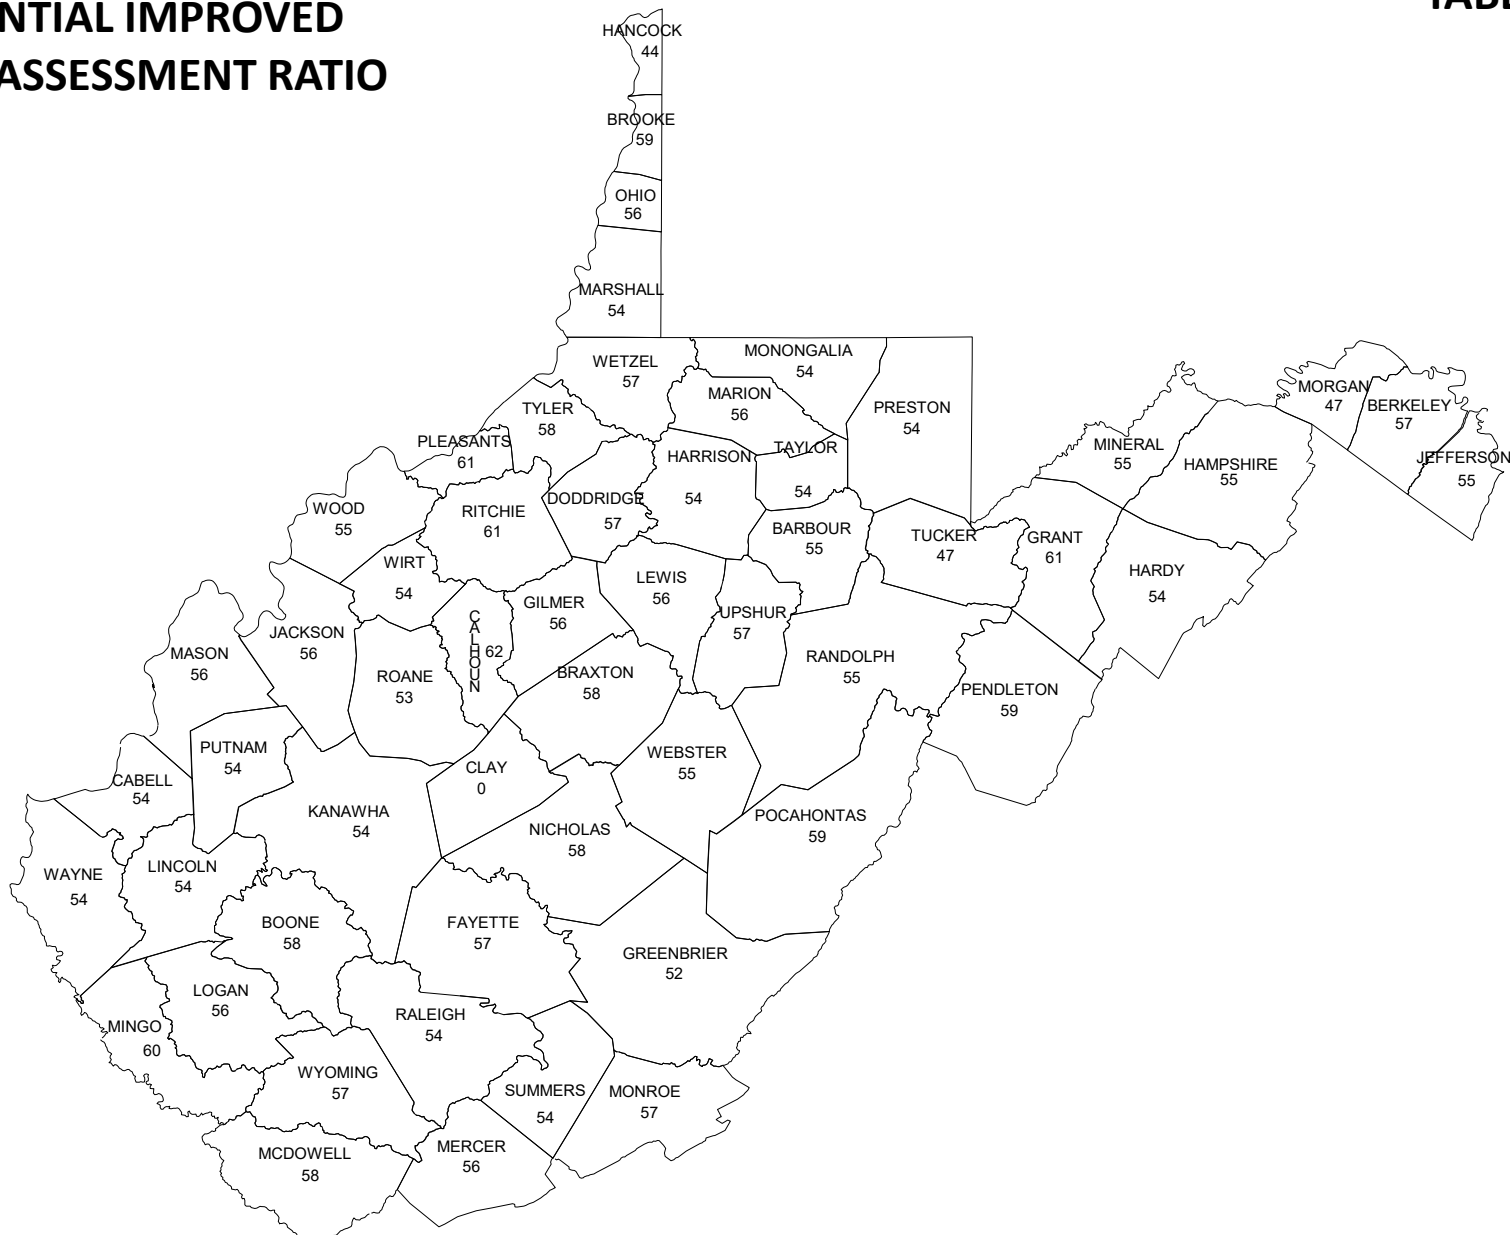 NTIAL IMPROVED
ASSESSMENT RATIO
HANCOCK
44
BROOKE
59
OHIO
56
MARSHALL
54
WETZEL
57
MONONGALIA
54
MARION
56
PRESTON
54
TYLER
58
PLEASANTS
61
HARRISON
54
TAYLOR
54
DODDRIDGE
57
RITCHIE
61
WOOD
55
WIRT
54
BARBOUR
55
TUCKER
47
GRANT
61
MINERAL
55
HAMPSHIRE
55
MORGAN
47
BERKELEY
57
JEFFERSON
55
HARDY
54
LEWIS
56
GILMER
56
UPSHUR
57
CALHOUN
62
JACKSON
56
MASON
56
ROANE
53
BRAXTON
58
RANDOLPH
55
PENDLETON
59
PUTNAM
54
CABELL
54
KANAWHA
54
CLAY
0
WEBSTER
55
NICHOLAS
58
POCAHONTAS
59
WAYNE
54
LINCOLN
54
BOONE
58
FAYETTE
57
GREENBRIER
52
LOGAN
56
MINGO
60
RALEIGH
54
WYOMING
57
SUMMERS
54
MONROE
57
MCDOWELL
58
MERCER
56